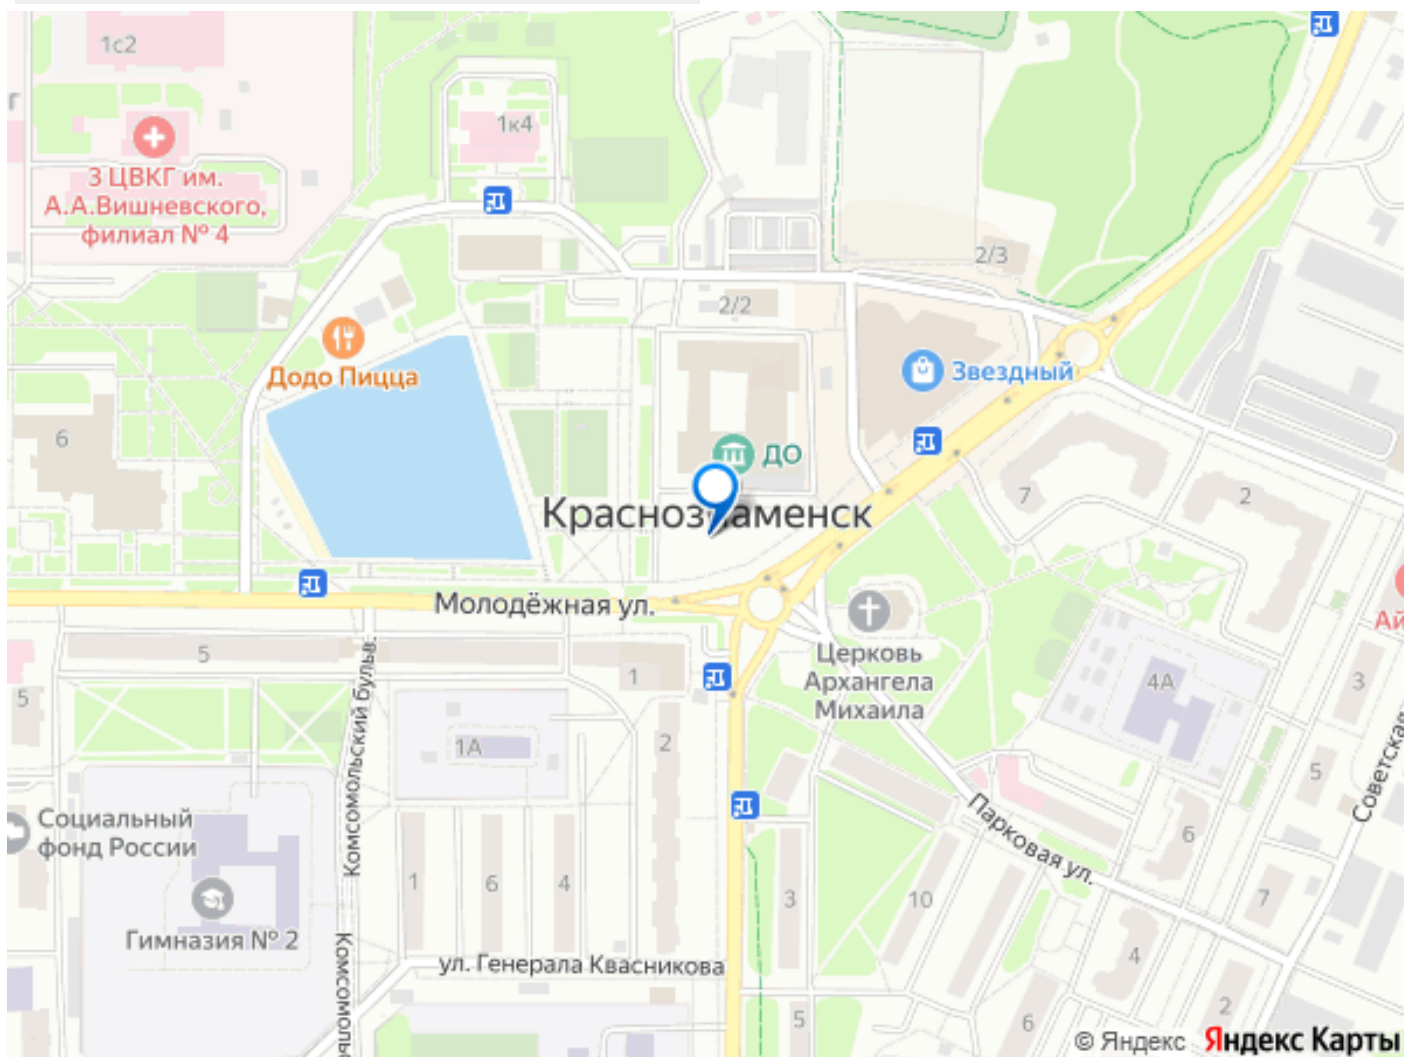 1с2
г
1к4
3 ЦВКГ им.
А.А.Вишневского,
филиал № 4
2/3
2/2
Додо Пицца
Звездный
6
ДО
7
2
Краснознаменск
Молодёжная ул.
Церковь
Архангела
Михаила
Ай
5
1
5
4А
3
2
1А
5
Комсомольский бульв.
Советская
Социальный
фонд России
Парковая ул.
6
1
6
4
3
10
7
Гимназия № 2
ул. Генерала Квасникова
4
Комсомоль
5
6
2
© Яндекс Яндекс Карты